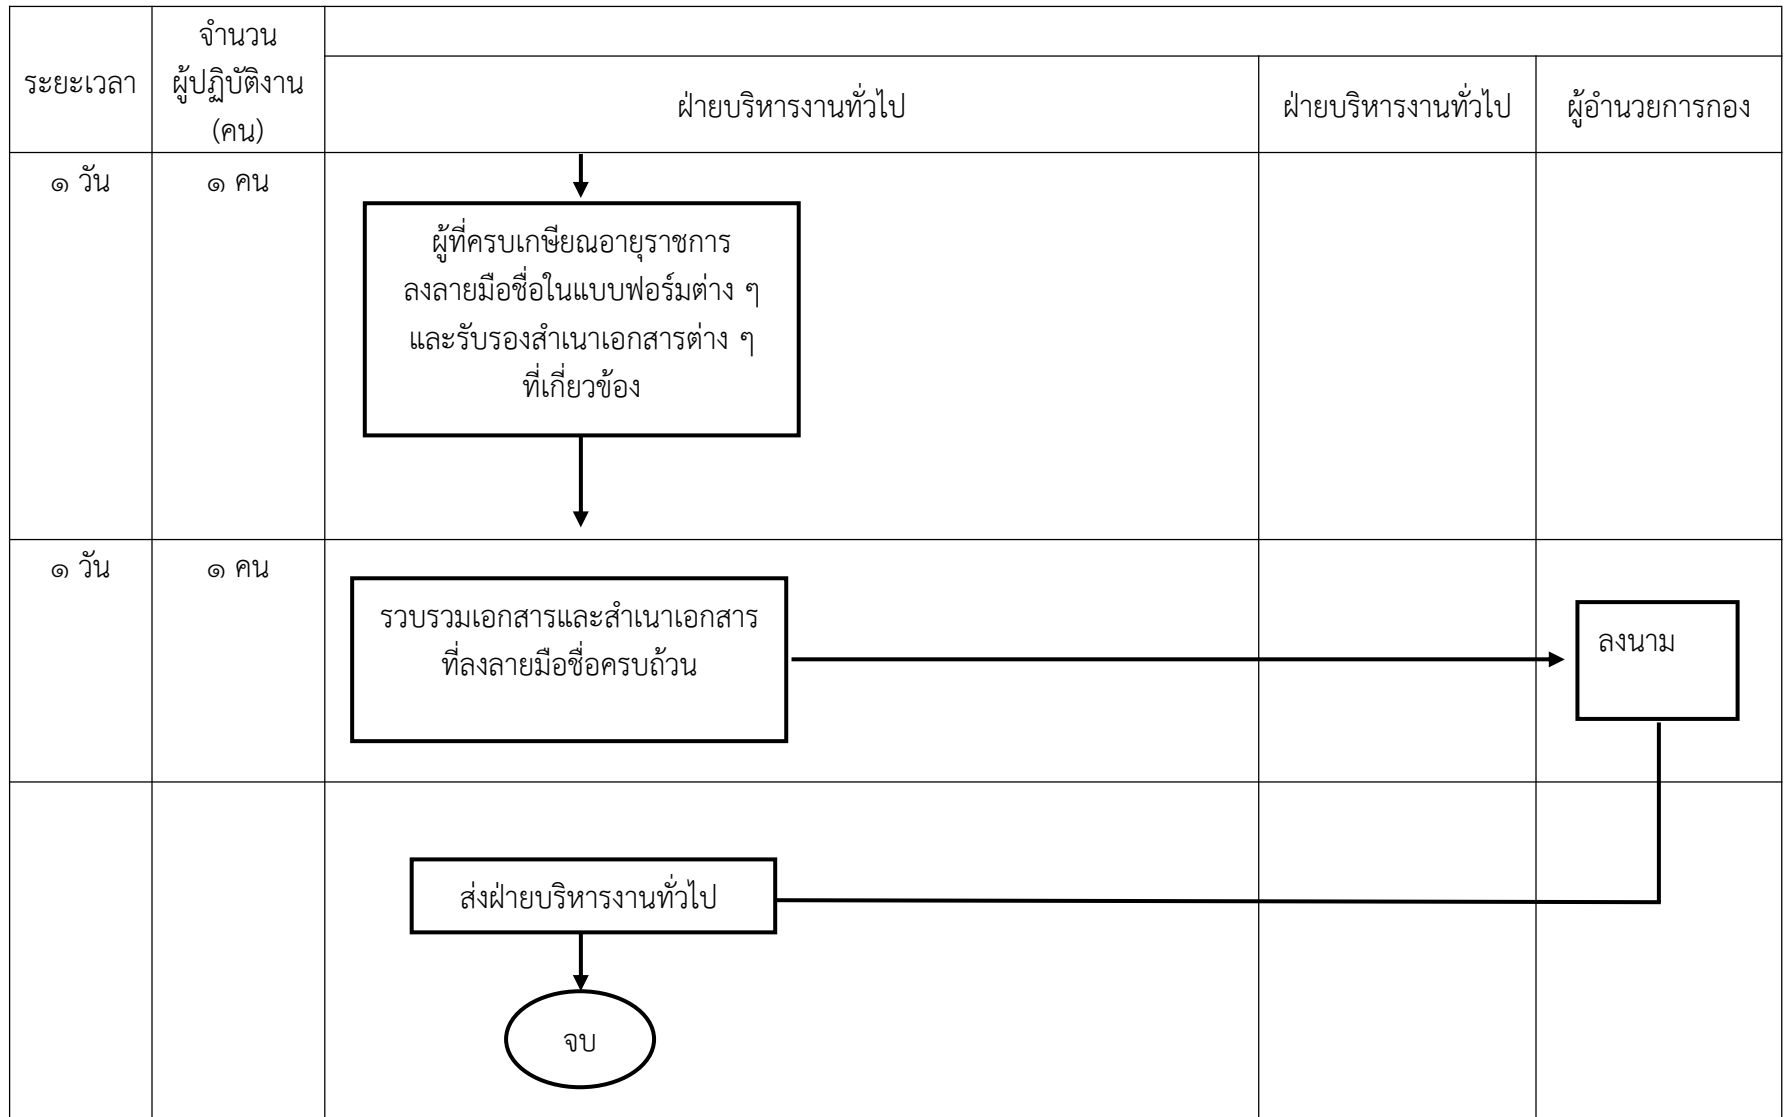 ระยะเวลา
จำนวน
ผู้ปฏิบัติงาน
(คน)
ฝ่ายบริหารงานทั่วไป
ฝ่ายบริหารงานทั่วไป
ผู้อำนวยการกอง
๑ วัน
๑ คน
ผู้ที่ครบเกษียณอายุราชการ
ลงลายมือชื่อในแบบฟอร์มต่าง ๆ
และรับรองสำเนาเอกสารต่าง ๆ
ที่เกี่ยวข้อง
๑ วัน
๑ คน
รวบรวมเอกสารและสำเนาเอกสาร
ที่ลงลายมือชื่อครบถ้วน
ลงนาม
ส่งฝ่ายบริหารงานทั่วไป
จบ